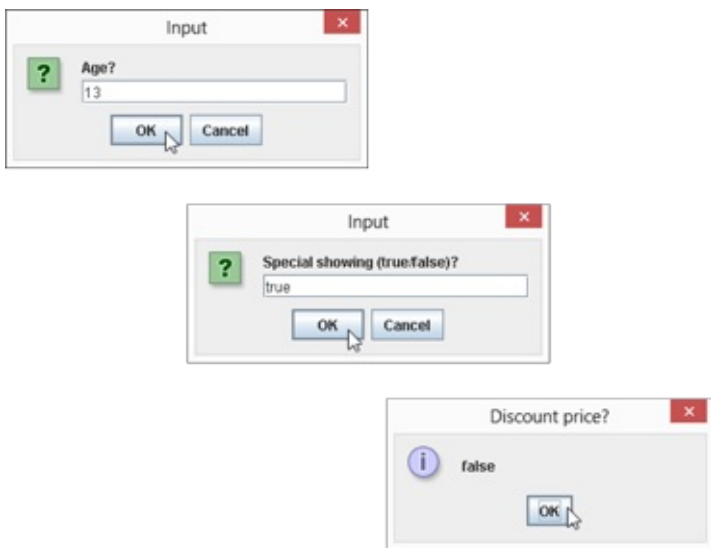 Input
Age?
13
OK Cancel
Input
Special showing (true/false)?
true
OK Cancel
Discount price?
false
OK